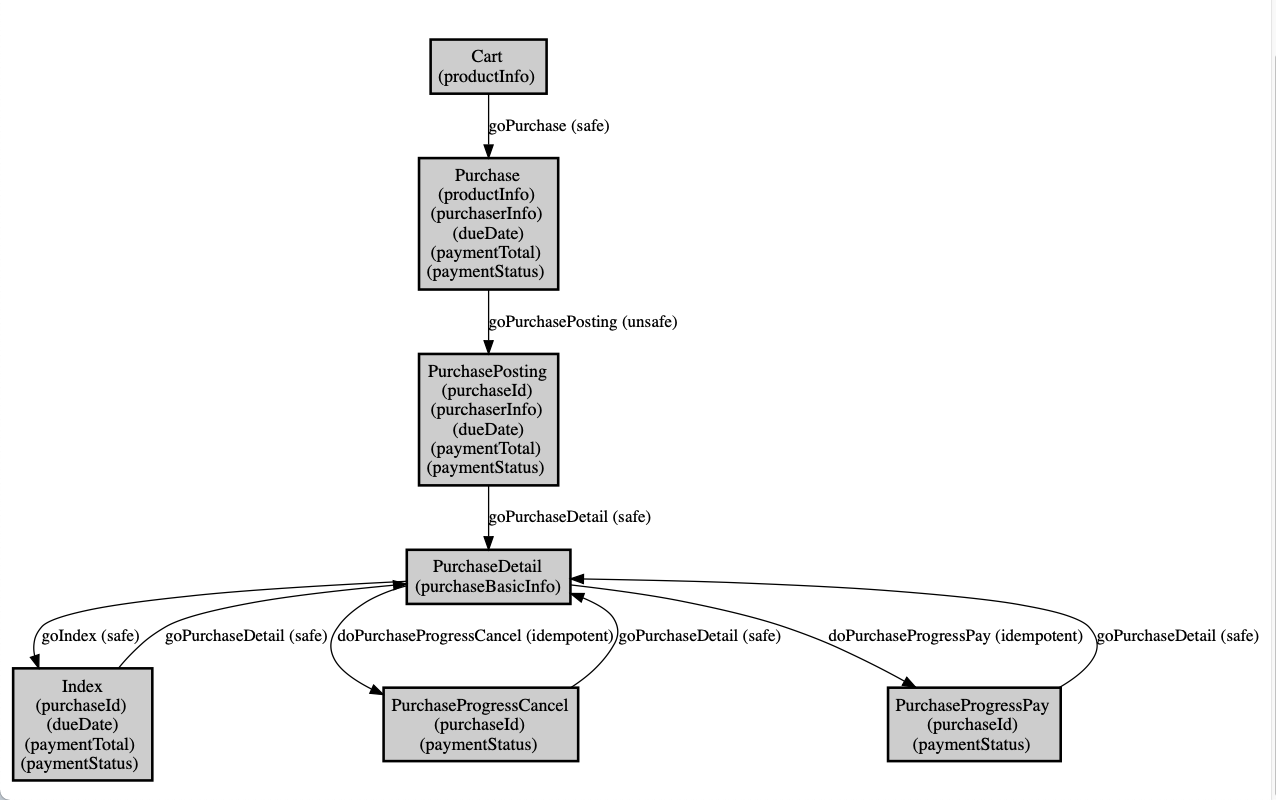 Cart
(productInfo)
goPurchase (safe)
Purchase
(productInfo)
(purchaserInfo)
(dueDate)
(paymentTotal)
(paymentStatus)
goPurchasePosting (unsafe)
PurchasePosting
(purchaseId)
(purchaserInfo)
(dueDate)
(paymentTotal)
(paymentStatus)
goPurchaseDetail (safe)
PurchaseDetail
(purchaseBasicInfo)
goIndex (safe)
goPurchaseDetail (safe)
doPurchaseProgressCancel (idempotent)
goPurchaseDetail (safe)
doPurchaseProgressPay (idempotent)
goPurchaseDetail (safe)
Index
(purchaseId)
(dueDate)
(paymentTotal)
(paymentStatus)
PurchaseProgressCancel
(purchaseId)
(paymentStatus)
PurchaseProgressPay
(purchaseId)
(paymentStatus)